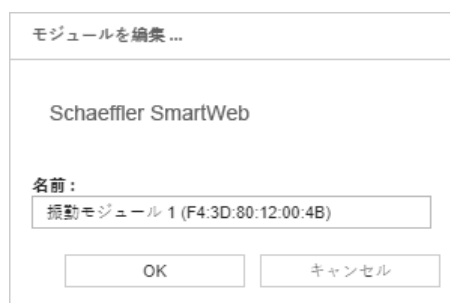 モジュールを編集 ...
Schaeffler SmartWeb
名前 :
振動モジュール 1 (F4:3D:80:12:00:4B)
OK
キャンセル